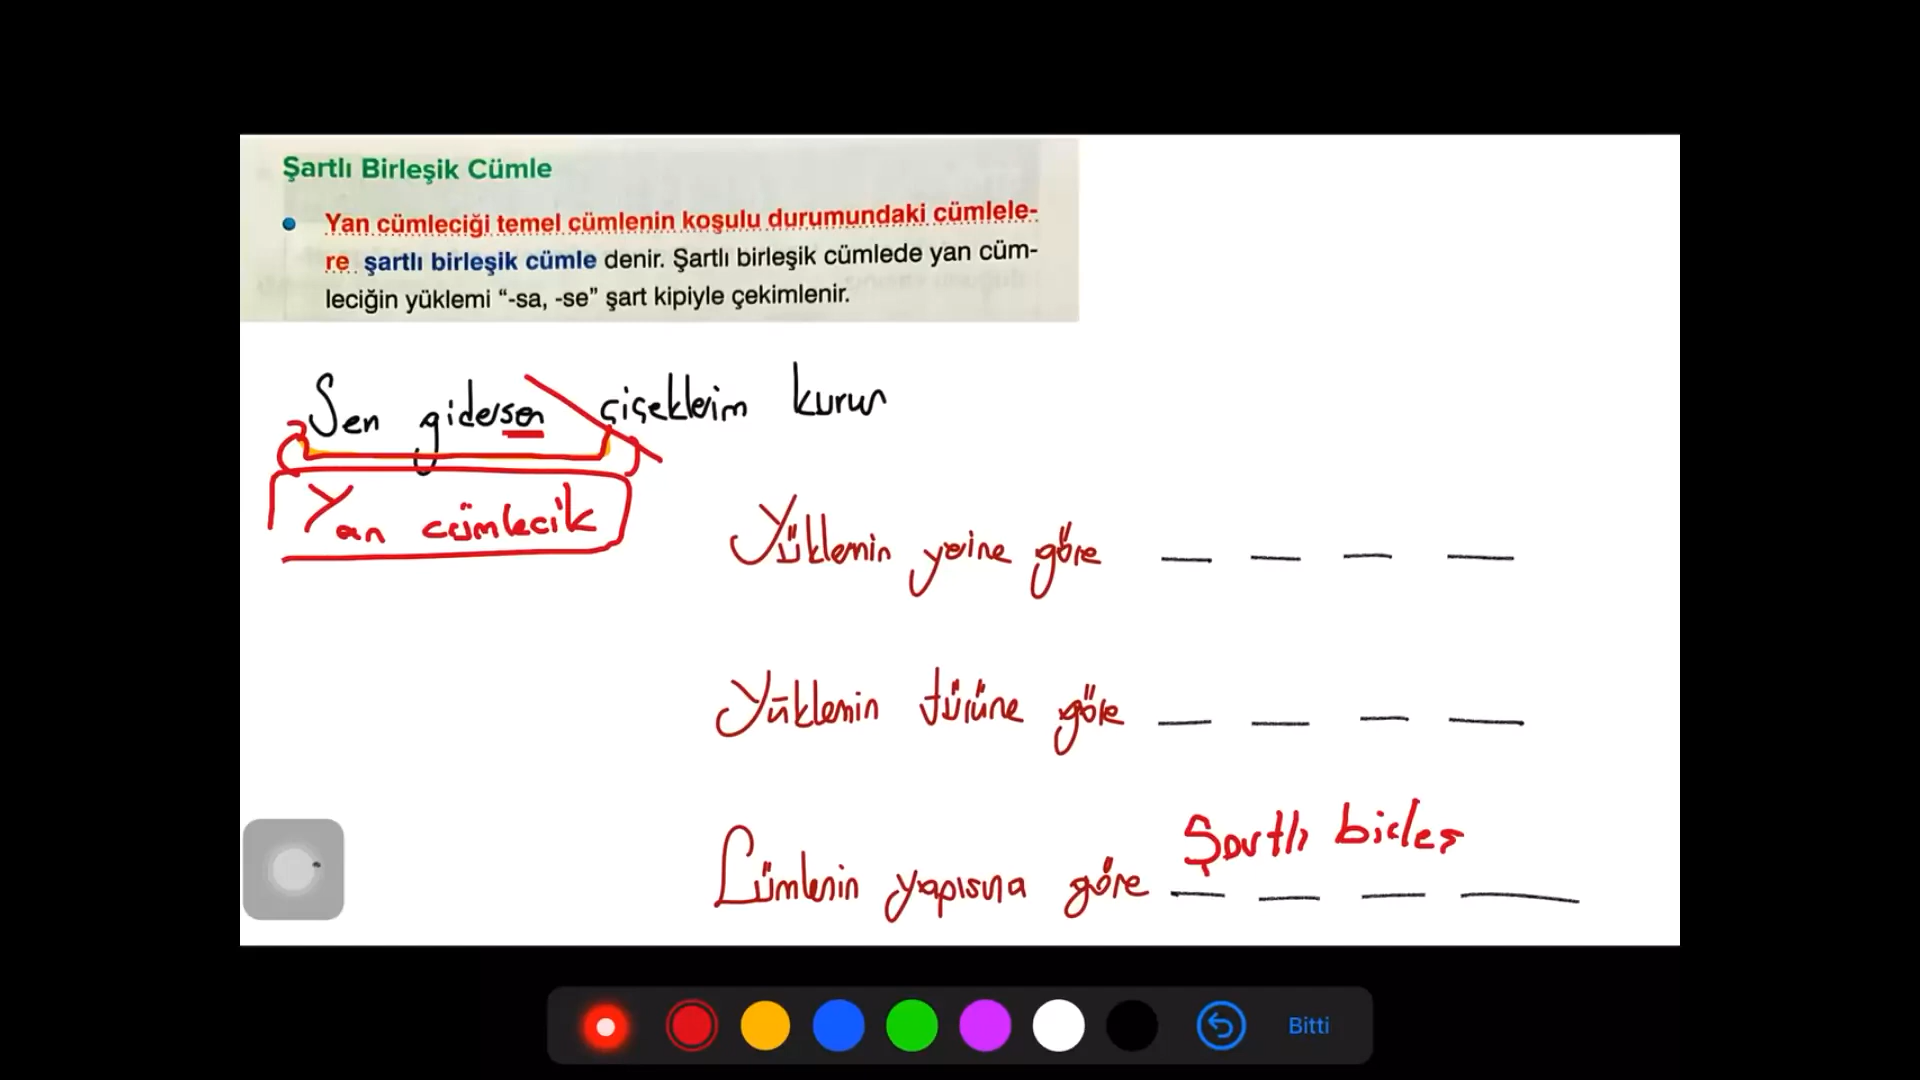 Şartlı Birleşik Cümle
Yan cümleciği temel cümlenin koşulu durumundaki cümlele-
re şartlı birleşik cümle denir. Şartlı birleşik cümlede yan cüm-
leciğin yüklemi “-sa, -se” şart kipiyle çekimlenir.
Sen gidersen çiçeklerim kurur
Yan cümlecik
Yüklemin yerine göre
Yüklemin türüne göre
Şartlı birleş
Cümlenin yapısına göre
Bitti